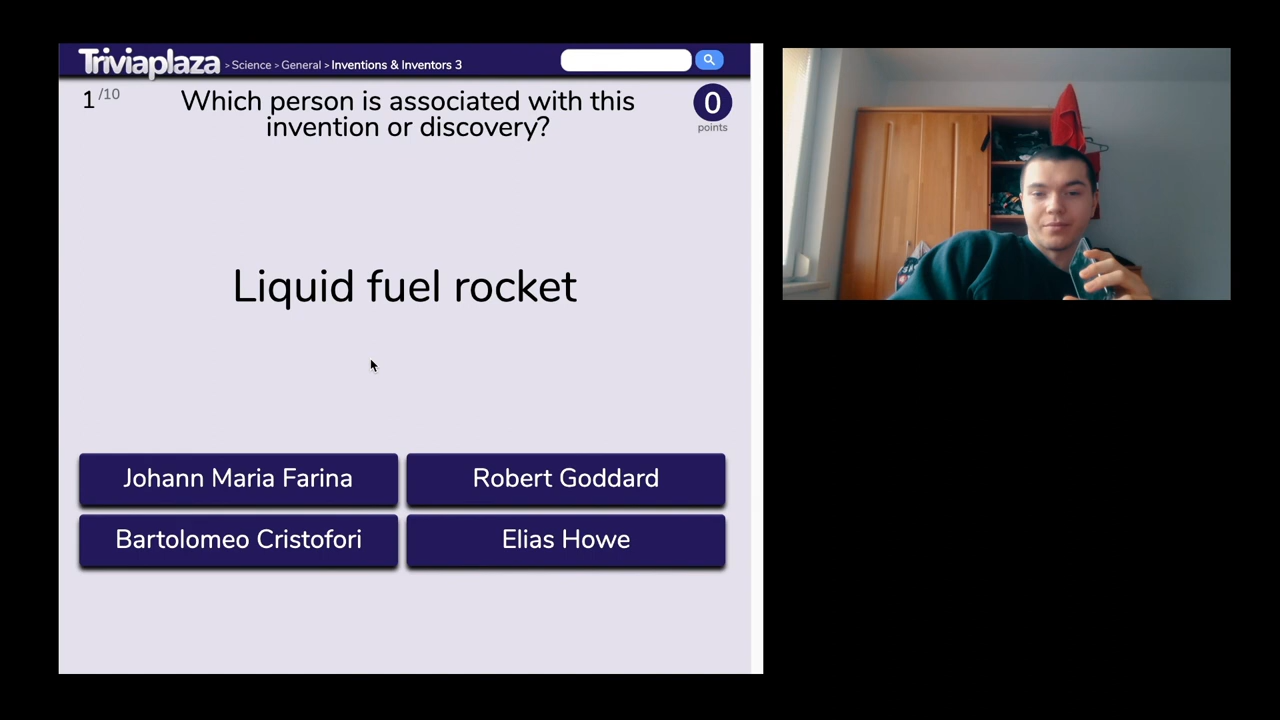 Triviaplaza > Science > General > Inventions & Inventors 3
1 /10
Which person is associated with this
invention or discovery?
0
points
Liquid fuel rocket
Johann Maria Farina
Robert Goddard
Bartolomeo Cristofori
Elias Howe